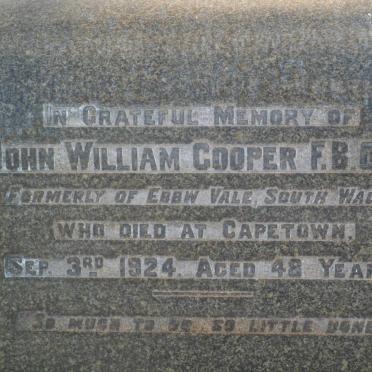 IN GRATEFUL MEMORY OF
OHN WILLIAM COOPER F.B.
FORMERLY OF EBBW VALE, SOUTH WAL
WHO DIED AT CAPETOWN.
SEP. 3RD 1924. AGED 48 YEAR
SO MUCH TO DO, SO LITTLE DONE